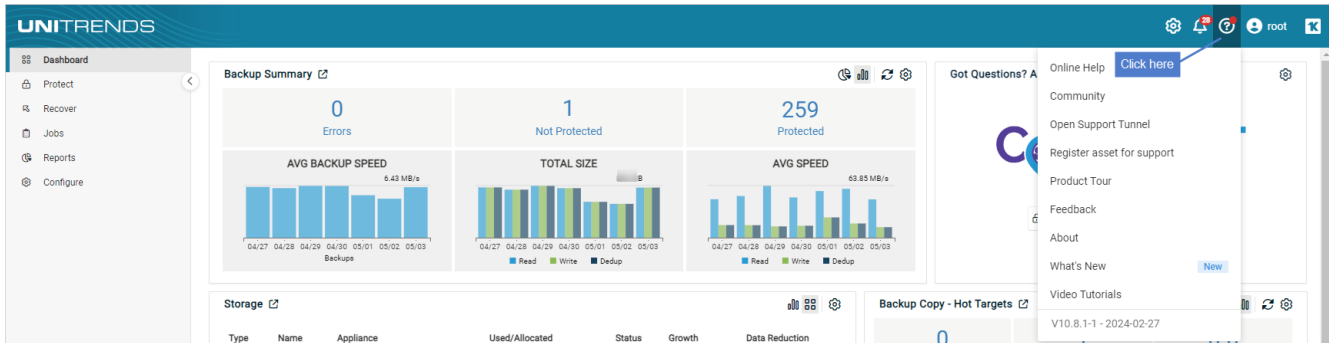 UNITRENDS
28
root
Dashboard
Protect
Recover
Jobs
Reports
Configure
Backup Summary
0
Errors
1
Not Protected
259
Protected
AVG BACKUP SPEED
6.43 MB/s
04/27 04/28 04/29 04/30 05/01 05/02 05/03
Backups
TOTAL SIZE
B
04/27 04/28 04/29 04/30 05/01 05/02 05/03
Read Write Dedup
AVG SPEED
63.85 MB/s
04/27 04/28 04/29 04/30 05/01 05/02 05/03
Read Write Dedup
Got Questions? A
Click here
Online Help
Community
Open Support Tunnel
Register asset for support
Product Tour
Feedback
About
What's New New
Video Tutorials
V10.8.1-1 - 2024-02-27
Storage
Type Name Appliance Used/Allocated Status Growth Data Reduction
Backup Copy - Hot Targets
0